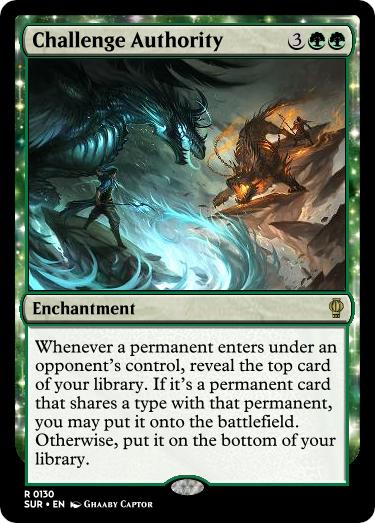 Challenge Authority 3
Enchantment
Whenever a permanent enters under an
opponent's control, reveal the top card
of your library. If it's a permanent card
that shares a type with that permanent,
you may put it onto the battlefield.
Otherwise, put it on the bottom of your
library.
R 0130
SUR • EN Ghaaby Captor